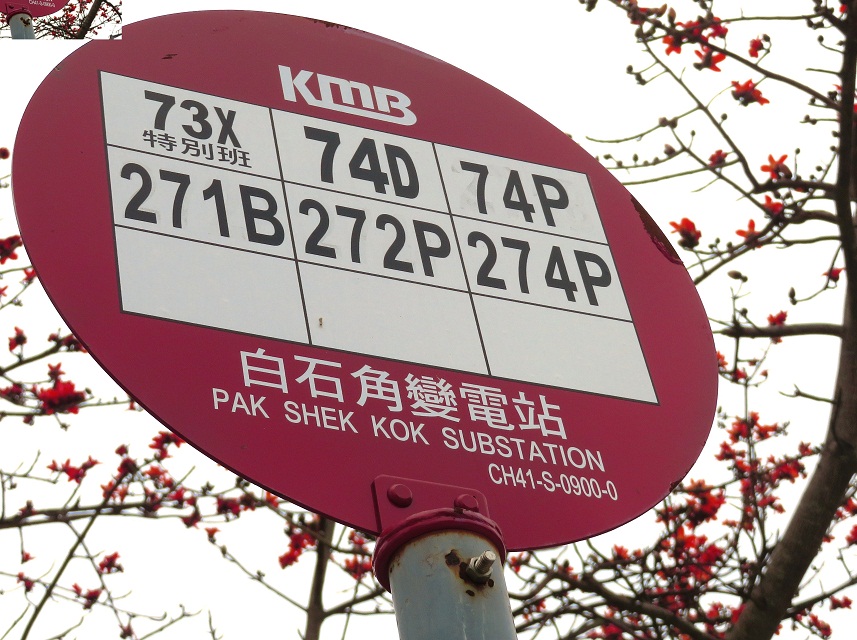 KMB
73X 74D 74P
特別班
271B 272P 274P
白石角變電站
PAK SHEK KOK SUBSTATION
CH41-S-0900-0